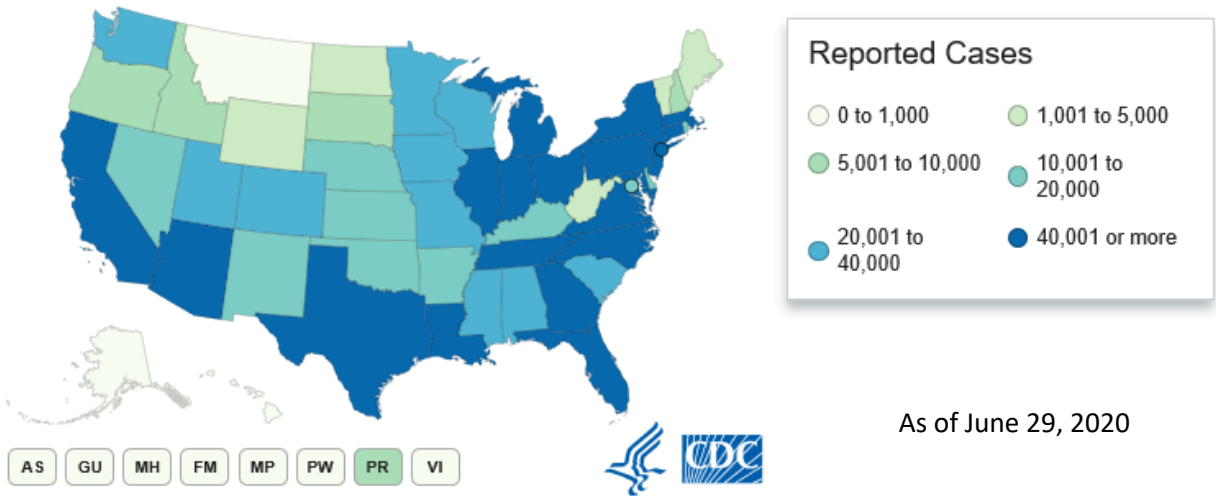 Reported Cases
0 to 1,000
1,001 to 5,000
5,001 to 10,000
10,001 to
20,000
20,001 to
40,000
40,001 or more
As of June 29, 2020
AS GU MH FM MP PW PR VI
CDC